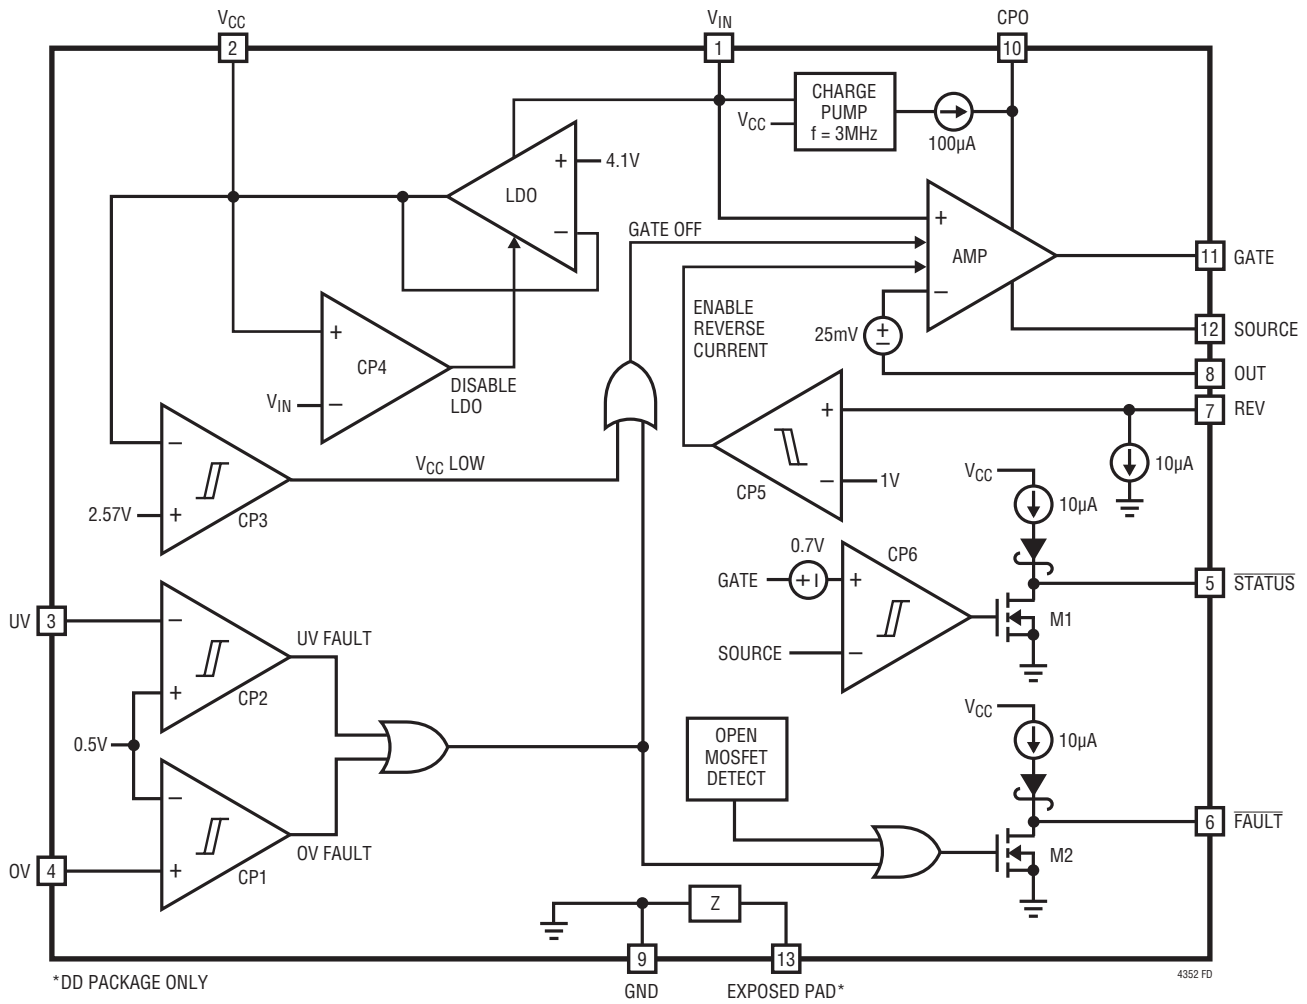 VCC
2
VIN
1
CPO
10
CHARGE
PUMP
f = 3MHz
VCC
100µA
+
4.1V
LDO
−
GATE OFF
+
AMP
−
11
GATE
ENABLE
REVERSE
CURRENT
25mV
+
−
12
SOURCE
8
OUT
7
REV
+
CP4
VIN
−
DISABLE
LDO
−
2.57V
+
CP3
VCC LOW
+
CP5
−
1V
10µA
VCC
10µA
0.7V
GATE
+
CP6
SOURCE
−
M1
5
STATUS
UV
3
−
UV FAULT
+
CP2
0.5V
−
OV FAULT
OV
4
+
CP1
OPEN
MOSFET
DETECT
VCC
10µA
6
FAULT
M2
Z
9
13
*DD PACKAGE ONLY
GND
EXPOSED PAD*
4352 FD